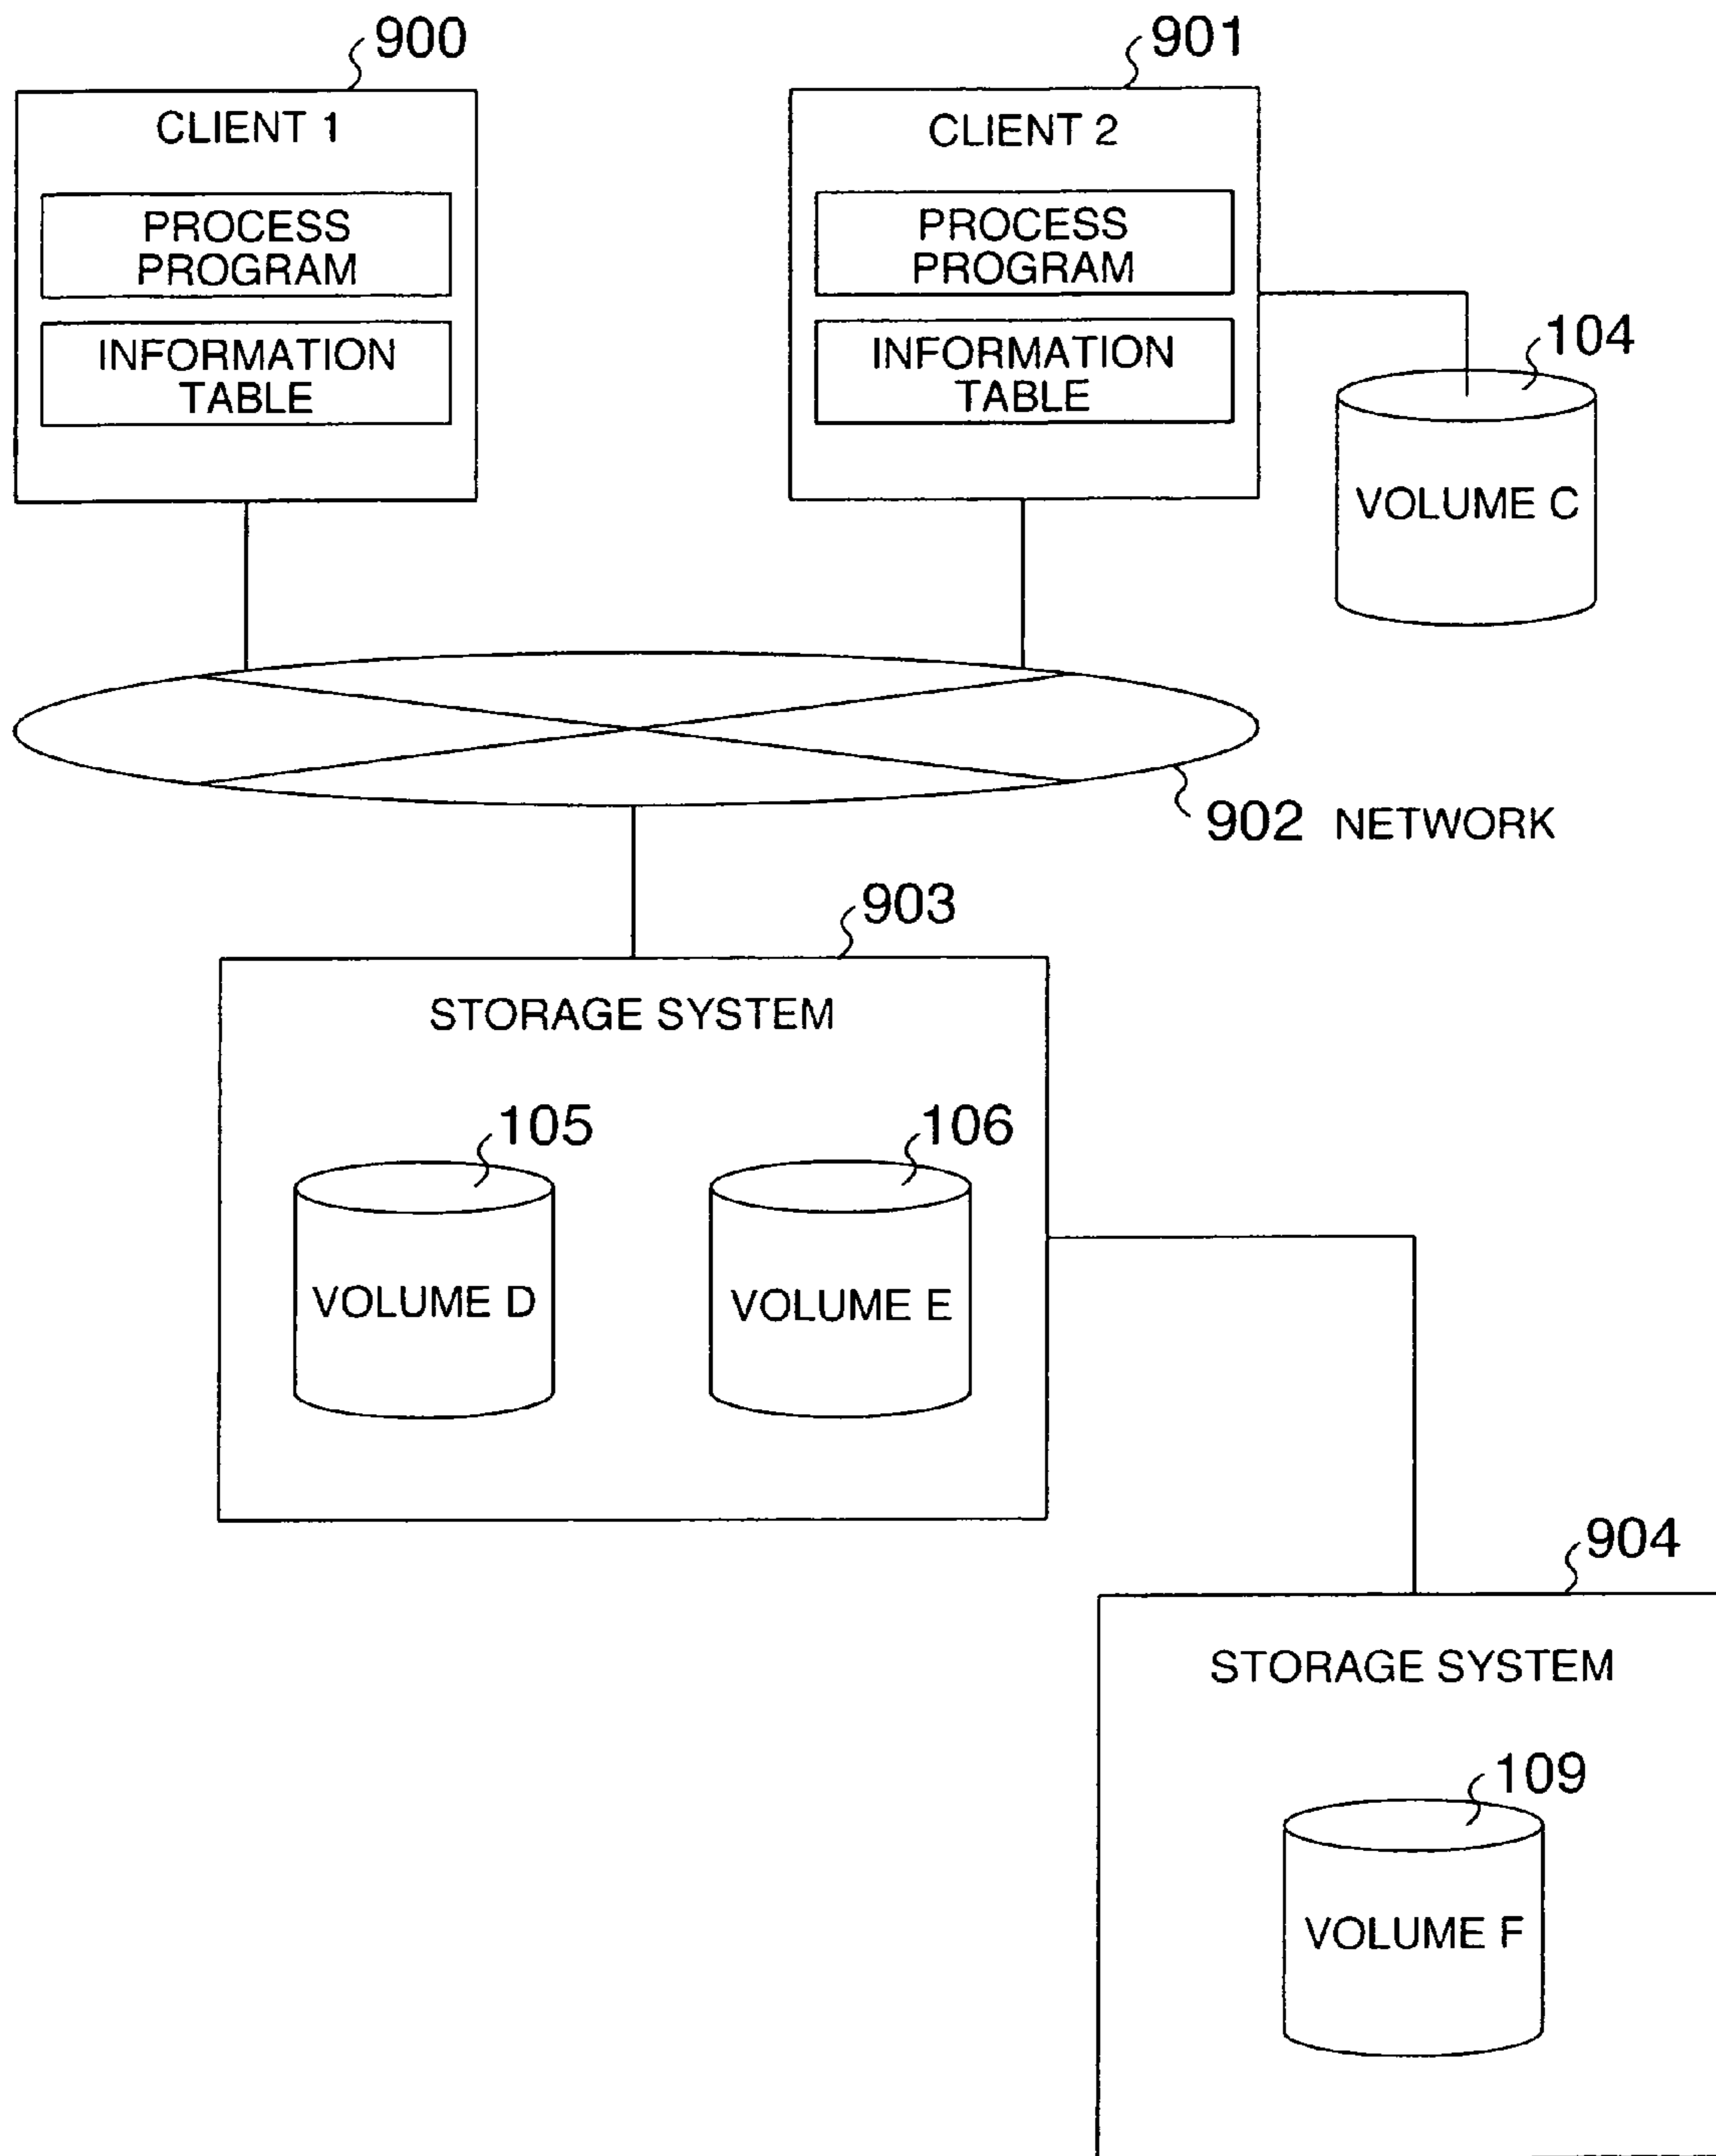 900
901
CLIENT 1
CLIENT 2
PROCESS
PROGRAM
PROCESS
PROGRAM
INFORMATION
TABLE
INFORMATION
TABLE
104
VOLUME C
902 NETWORK
903
STORAGE SYSTEM
105
106
VOLUME D
VOLUME E
904
STORAGE SYSTEM
109
VOLUME F